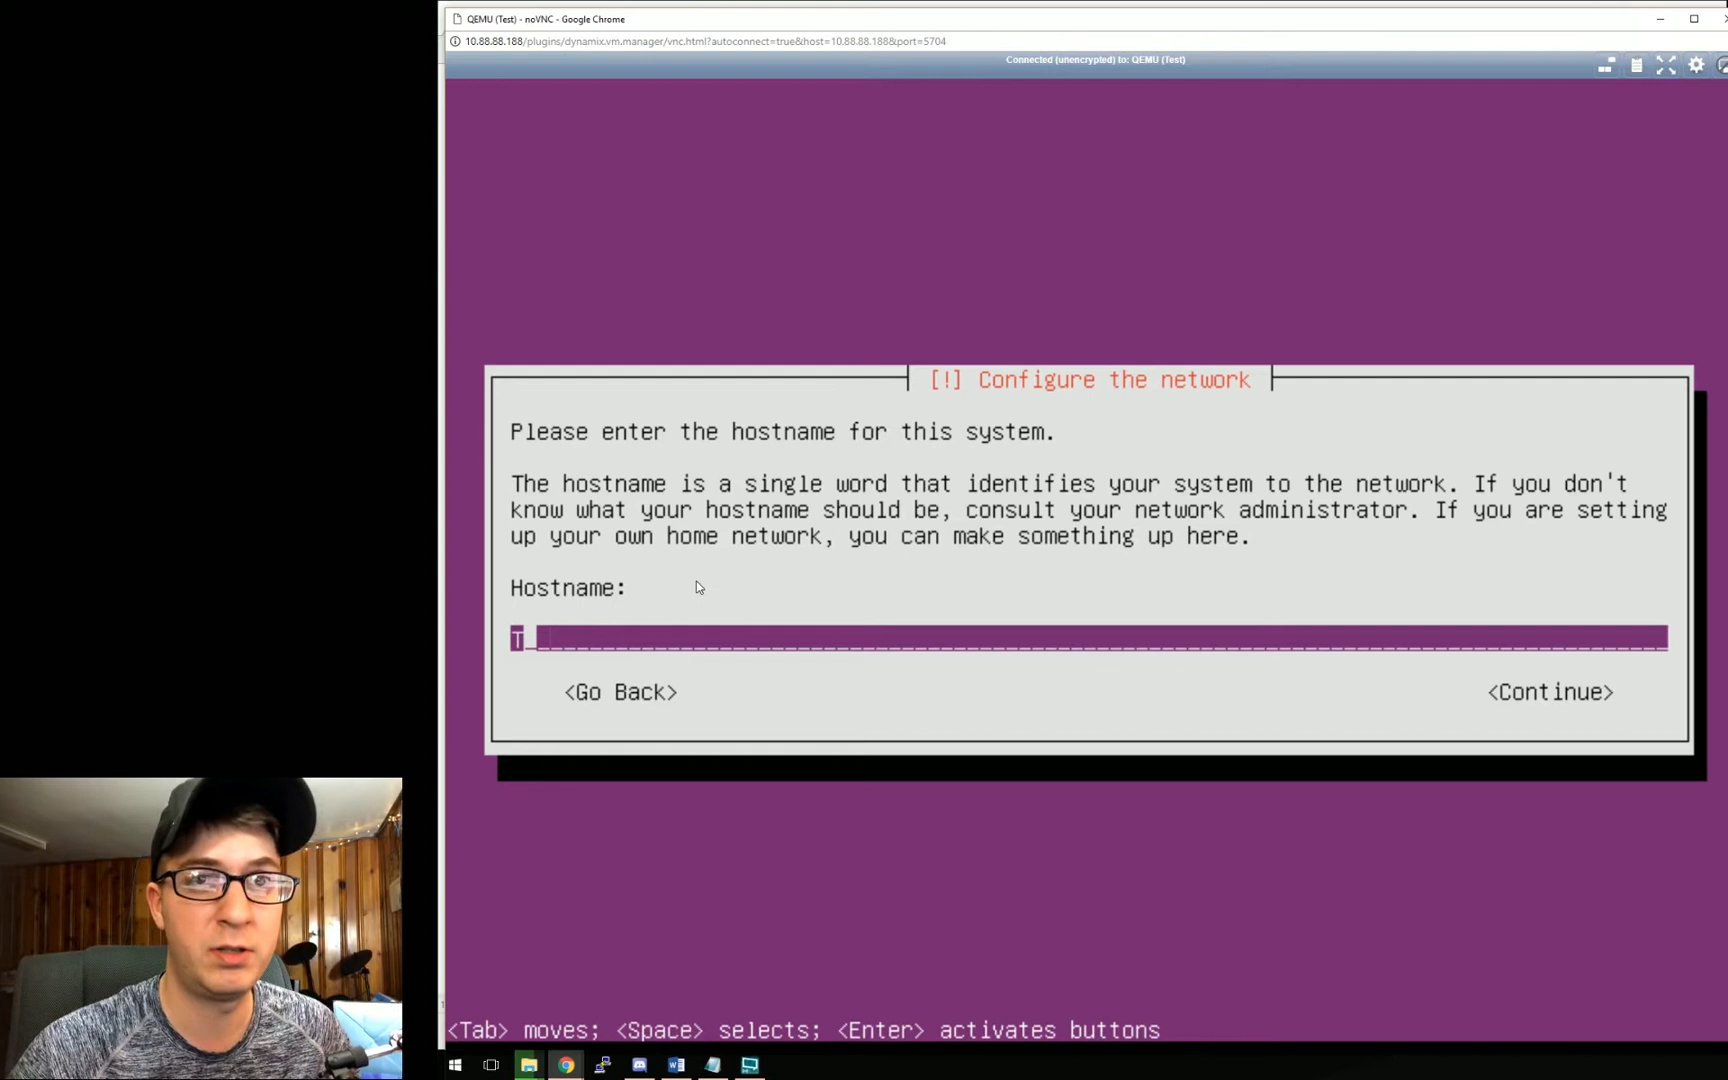 QEMU (Test) - noVNC - Google Chrome
10.88.88.188/plugins/dynamix.vm.manager/vnc.html?autoconnect=true&host=10.88.88.188&port=5704
Connected (unencrypted) to: QEMU (Test)
[!] Configure the network
Please enter the hostname for this system.
The hostname is a single word that identifies your system to the network. If you don't
know what your hostname should be, consult your network administrator. If you are setting
up your own home network, you can make something up here.
Hostname:
T
<Go Back>
<Continue>
<Tab> moves; <Space> selects; <Enter> activates buttons